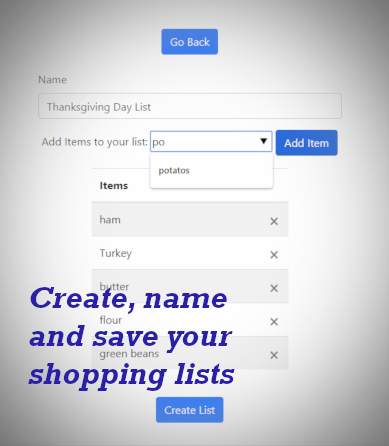 Go Back
Name
Thanksgiving Day List
Add Items to your list: po Add Item
potatos
Items
ham ×
Turkey ×
butter ×
flour ×
green beans ×
Create, name
and save your
shopping lists
Create List